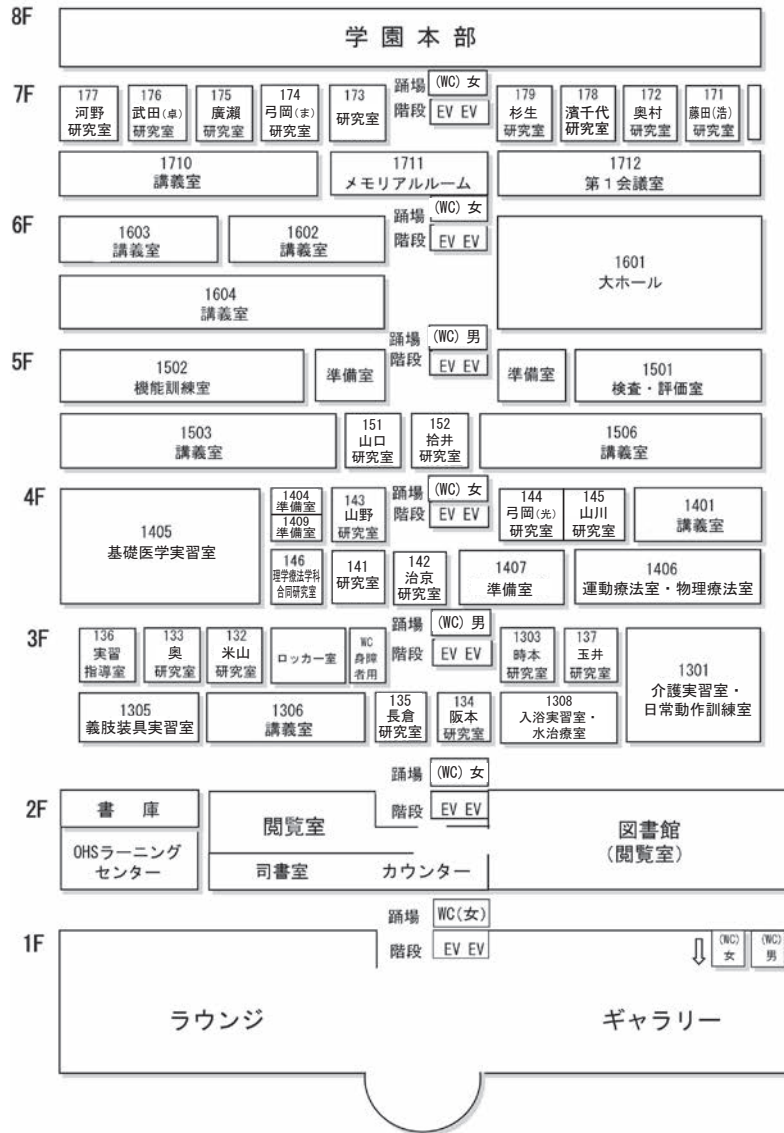 8F
学園本部
踊場 (WC) 女
7F
177
河野
研究室
176
武田(卓)
研究室
175
廣瀬
研究室
174
弓岡(ま)
研究室
173
研究室
階段 EV EV
179
杉生
研究室
178
濱千代
研究室
172
奥村
研究室
171
藤田(浩)
研究室
1710
講義室
1711
メモリアルルーム
1712
第1会議室
踊場 (WC) 女
6F
1603
講義室
1602
講義室
階段 EV EV
1601
大ホール
1604
講義室
踊場 (WC) 男
5F
1502
機能訓練室
準備室
階段 EV EV
準備室
1501
検査・評価室
1503
講義室
151
山口
研究室
152
拾井
研究室
1506
講義室
踊場 (WC) 女
4F
1405
基礎医学実習室
1404
準備室
1409
準備室
143
山野
研究室
階段 EV EV
144
弓岡(光)
研究室
145
山川
研究室
1401
講義室
146
理学療法学科
合同研究室
141
研究室
142
治京
研究室
1407
準備室
1406
運動療法室・物理療法室
踊場 (WC) 男
3F
136
実習
指導室
133
奥
研究室
132
米山
研究室
ロッカー室
WC
身障
者用
階段 EV EV
1303
時本
研究室
137
玉井
研究室
1301
介護実習室・
日常動作訓練室
1305
義肢装具実習室
1306
講義室
135
長倉
研究室
134
阪本
研究室
1308
入浴実習室・
水治療室
踊場 (WC) 女
2F
書庫
閲覧室
階段 EV EV
図書館
(閲覧室)
OHSラーニング
センター
司書室
カウンター
踊場 WC(女)
1F
階段 EV EV
⇩
(WC)
女
(WC)
男
ラウンジ
ギャラリー